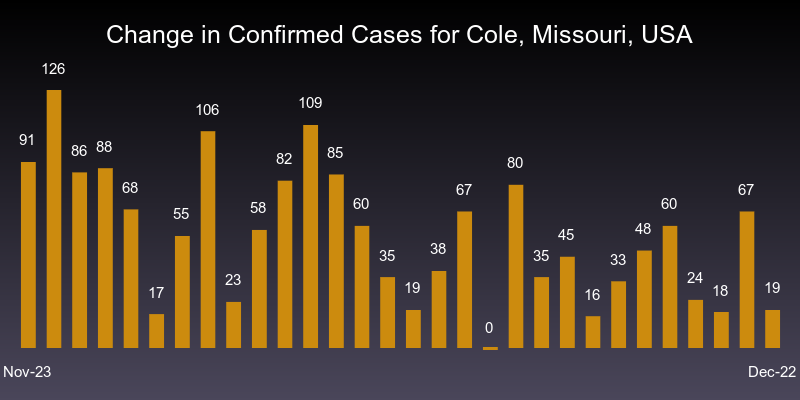 Change in Confirmed Cases for Cole, Missouri, USA
91 126 86 88 68 17 55 106 23 58 82 109 85 60 35 19 38 67 0 80 35 45 16 33 48 60 24 18 67 19
Nov-23 Dec-22